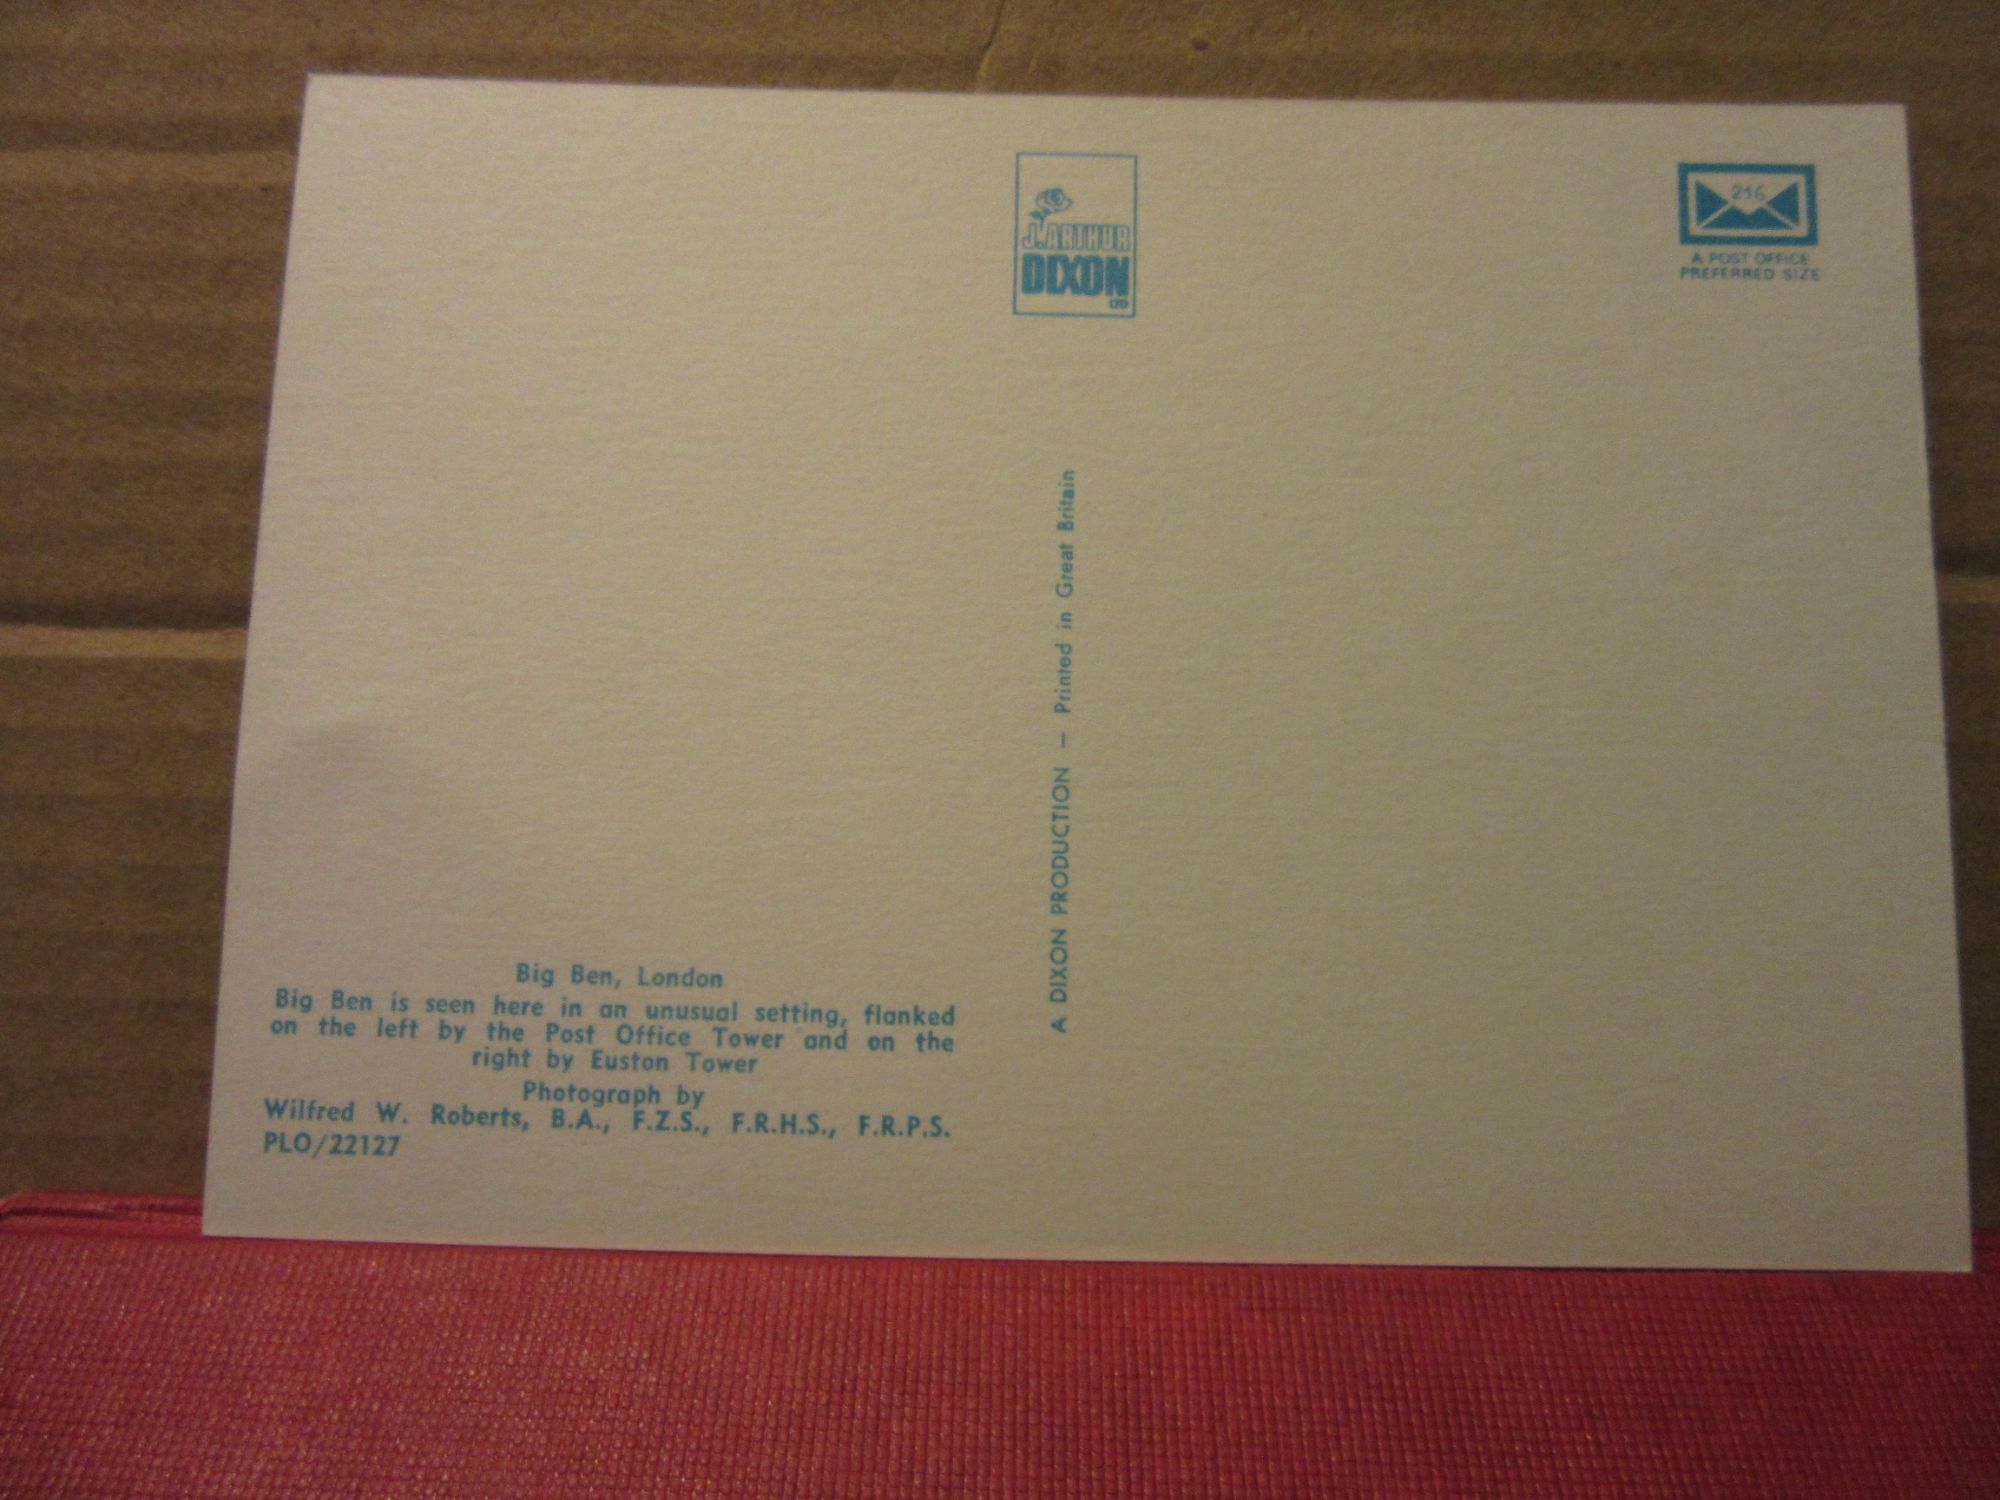 J. ARTHUR
DIXON
LTD
216
A POST OFFICE
PREFERRED SIZE
A DIXON PRODUCTION — Printed in Great Britain
Big Ben, London
Big Ben is seen here in an unusual setting, flanked
on the left by the Post Office Tower and on the
right by Euston Tower
Photograph by
Wilfred W. Roberts, B.A., F.Z.S., F.R.H.S., F.R.P.S.
PLO/22127